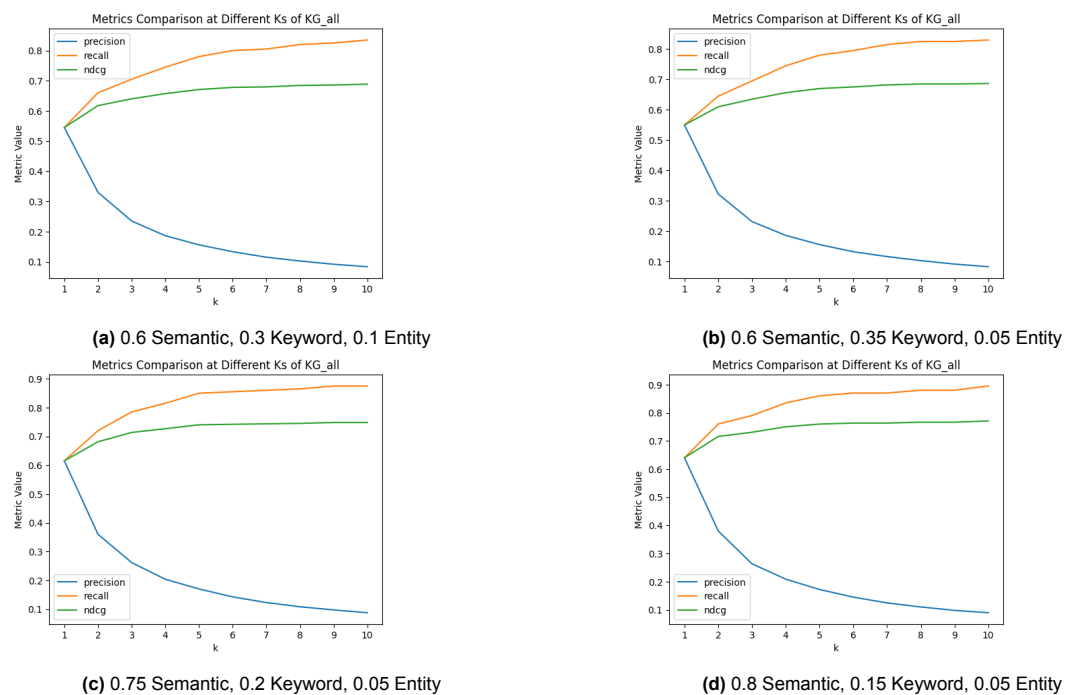 Metrics Comparison at Different Ks of KG_all
precision
recall
ndcg
0.8
0.7
0.6
0.5
0.4
0.3
0.2
0.1
Metric Value
1 2 3 4 5 6 7 8 9 10
k
(a) 0.6 Semantic, 0.3 Keyword, 0.1 Entity
Metrics Comparison at Different Ks of KG_all
precision
recall
ndcg
0.8
0.7
0.6
0.5
0.4
0.3
0.2
0.1
Metric Value
1 2 3 4 5 6 7 8 9 10
k
(b) 0.6 Semantic, 0.35 Keyword, 0.05 Entity
Metrics Comparison at Different Ks of KG_all
0.9
0.8
0.7
0.6
0.5
0.4
0.3
0.2
0.1
Metric Value
precision
recall
ndcg
1 2 3 4 5 6 7 8 9 10
k
(c) 0.75 Semantic, 0.2 Keyword, 0.05 Entity
Metrics Comparison at Different Ks of KG_all
0.9
0.8
0.7
0.6
0.5
0.4
0.3
0.2
0.1
Metric Value
precision
recall
ndcg
1 2 3 4 5 6 7 8 9 10
k
(d) 0.8 Semantic, 0.15 Keyword, 0.05 Entity